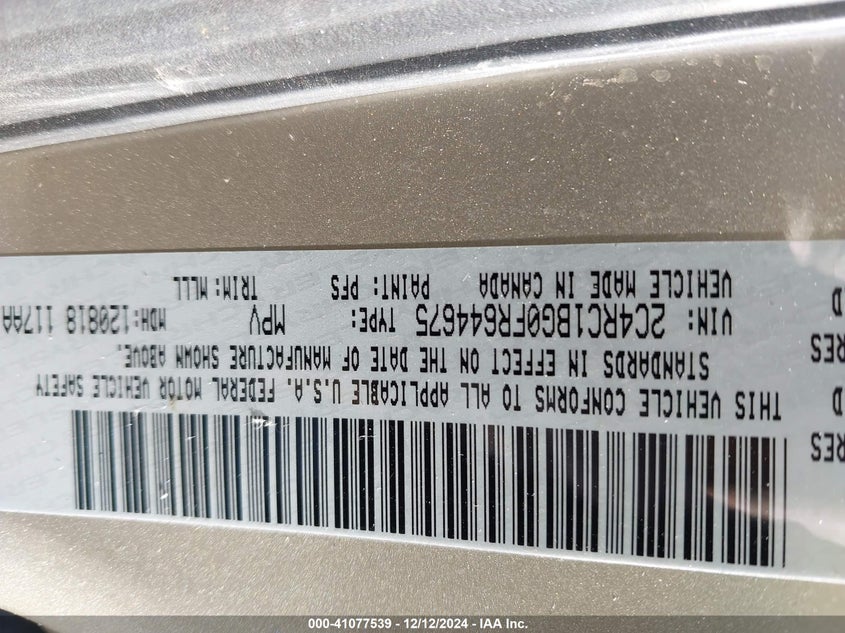 THIS VEHICLE CONFORMS TO ALL APPLICABLE U.S.A. FEDERAL MOTOR VEHICLE SAFETY
STANDARDS IN EFFECT ON THE DATE OF MANUFACTURE SHOWN ABOVE.
VIN: 2C4RC1BG0FR644675 TYPE: MPV MDH: 120818 117AA
VEHICLE MADE IN CANADA PAINT: PFS TRIM: MLLL
000-41077539 - 12/12/2024 - IAA Inc.